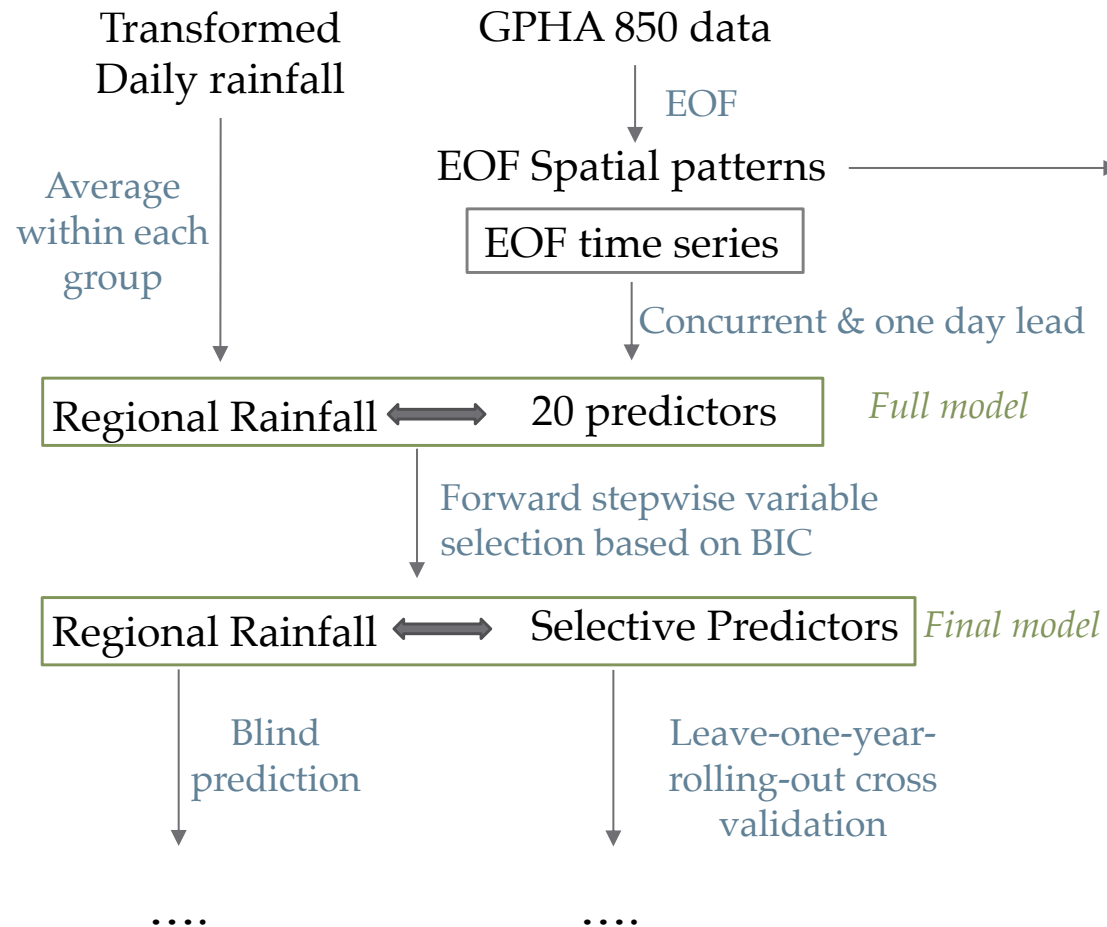 Transformed
Daily rainfall
GPHA 850 data
EOF
EOF Spatial patterns
Average
within each
group
EOF time series
Concurrent & one day lead
Regional Rainfall
20 predictors
Full model
Forward stepwise variable
selection based on BIC
Regional Rainfall
Selective Predictors
Final model
Blind
prediction
Leave-one-year-
rolling-out cross
validation
....
....